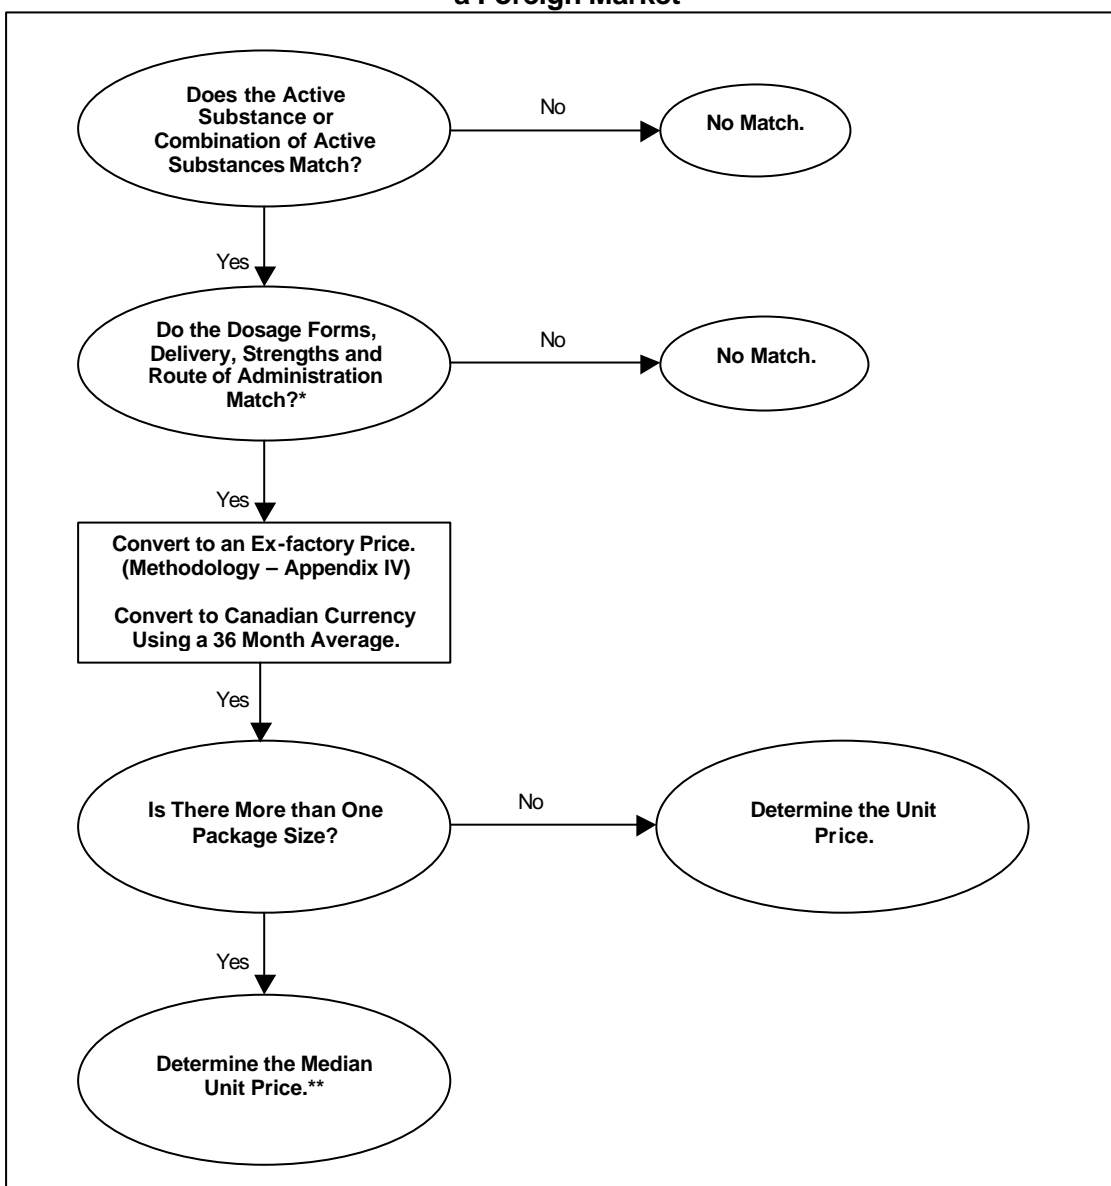 a Foreign Market
Does the Active
Substance or
Combination of Active
Substances Match?
No
No Match.
Yes
Do the Dosage Forms,
Delivery, Strengths and
Route of Administration
Match?*
No
No Match.
Yes
Convert to an Ex-factory Price.
(Methodology – Appendix IV)
Convert to Canadian Currency
Using a 36 Month Average.
Yes
Is There More than One
Package Size?
No
Determine the Unit
Price.
Yes
Determine the Median
Unit Price.**